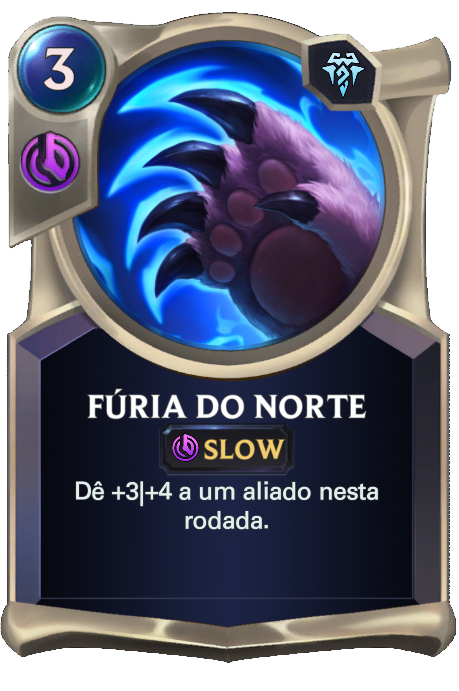 3
FÚRIA DO NORTE
SLOW
Dê +3|+4 a um aliado nesta
rodada.